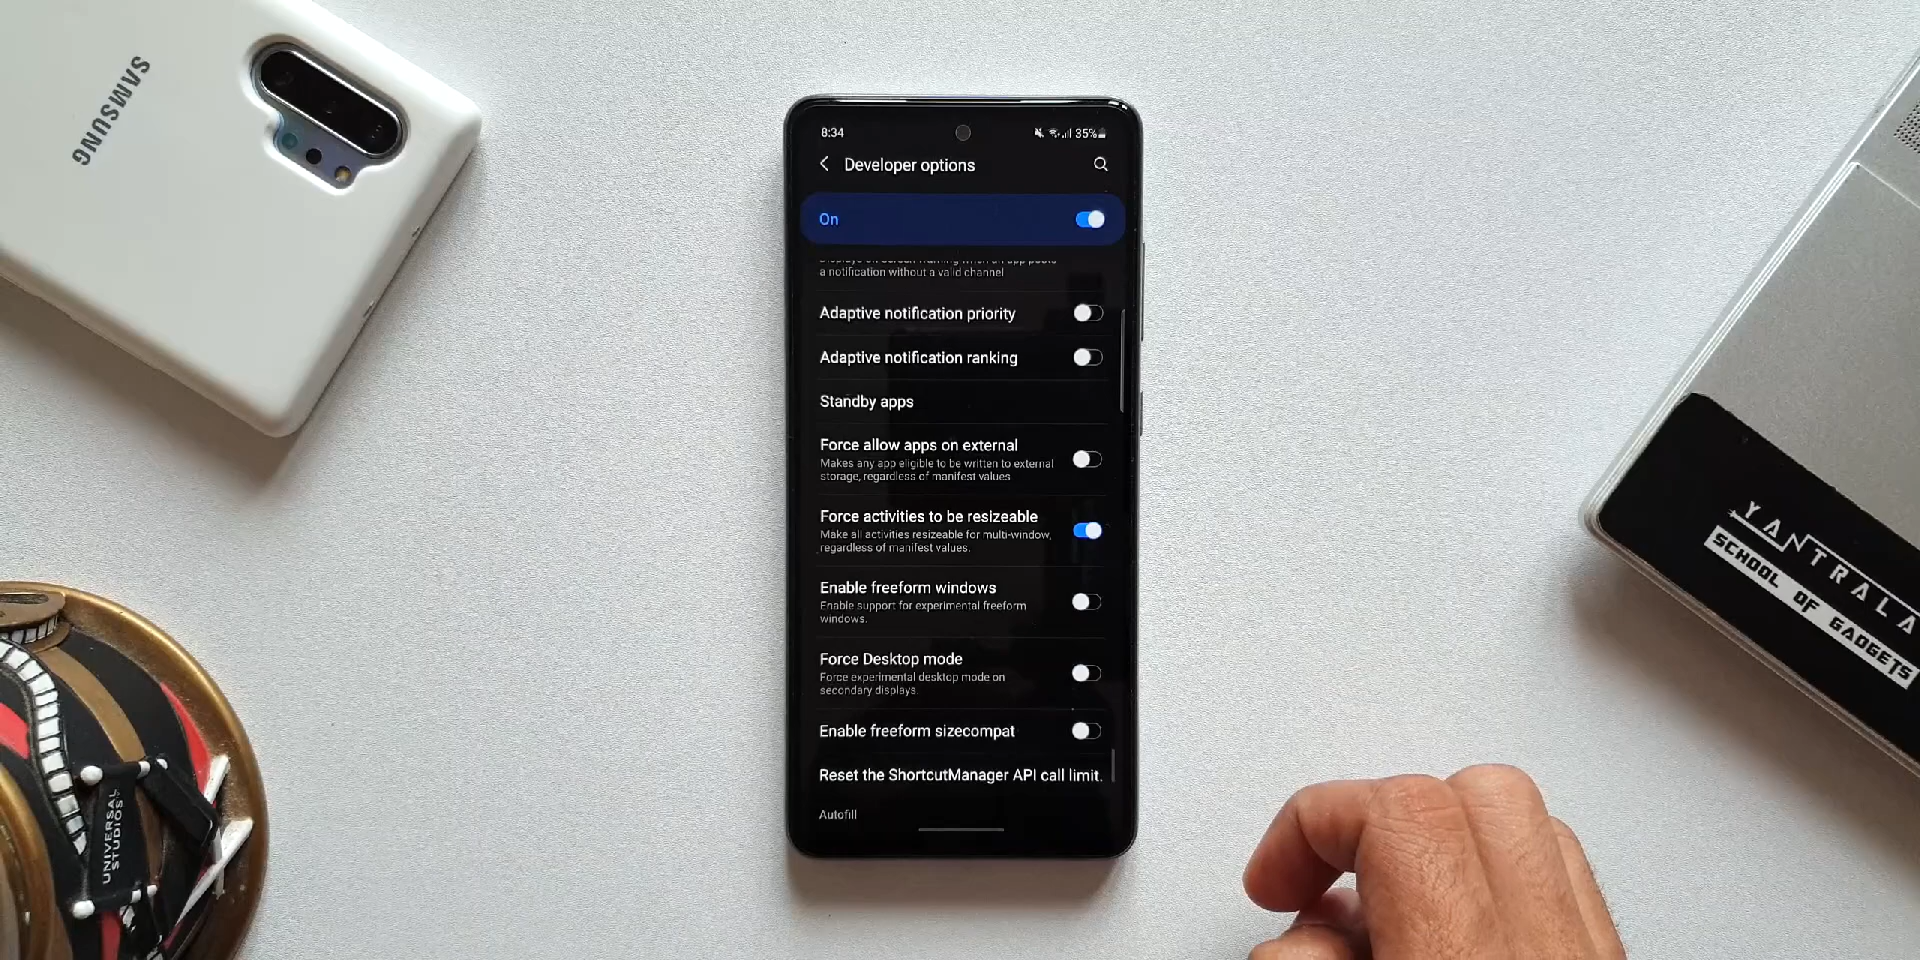 SAMSUNG
8:34
35%
Developer options
On
a notification without a valid channel
Adaptive notification priority
Adaptive notification ranking
Standby apps
Force allow apps on external
Makes any app eligible to be written to external
storage, regardless of manifest values
Force activities to be resizeable
Make all activities resizeable for multi-window,
regardless of manifest values.
Enable freeform windows
Enable support for experimental freeform
windows.
Force Desktop mode
Force experimental desktop mode on
secondary displays.
Enable freeform sizecompat
Reset the ShortcutManager API call limit.
Autofill
YANTRALA
SCHOOL OF GADGETS
UNIVERSAL
STUDIOS